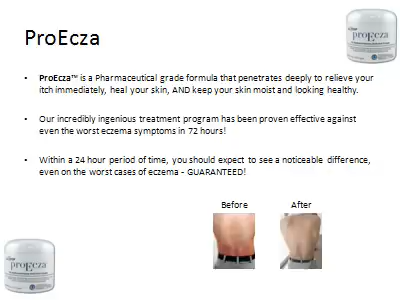 ProEcza
proEcza
• ProEcza™ is a Pharmaceutical grade formula that penetrates deeply to relieve your
itch immediately, heal your skin, AND keep your skin moist and looking healthy.
• Our incredibly ingenious treatment program has been proven effective against
even the worst eczema symptoms in 72 hours!
• Within a 24 hour period of time, you should expect to see a noticeable difference,
even on the worst cases of eczema - GUARANTEED!
Before After
proEcza